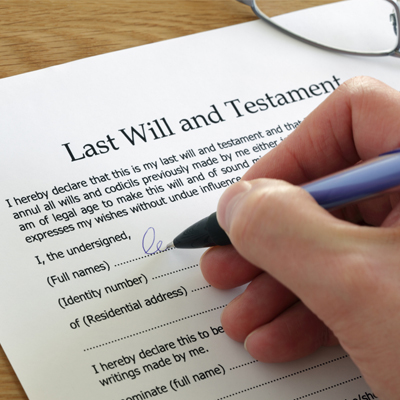 Last Will and Testament
I hereby declare that this is my last will and testament and that
annul all wills and codicils previously made by me either
am of legal age to make this will and of sound
expresses my wishes without undue influence
I, the undersigned,
(Full names)
(Identity number)
of (Residential address)
I hereby declare this to be
writings made by me.
(full name)